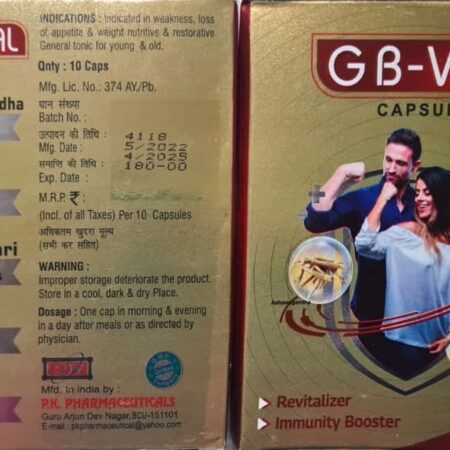 AL
dha
ari
s
INDICATIONS : Indicated in weakness, loss
of appetite & weight nutritive & restorative
General tonic for young & old.
Qnty : 10 Caps
Mfg. Lic. No.: 374 AY/Pb.
घान संख्या
Batch No. :
4118
उत्पादन की तिथि :
Mfg. Date :
5/2022
समाप्ति की तिथि :
4/2025
Exp. Date :
180-00
M.R.P. ₹ :
(Incl. of all Taxes) Per 10 Capsules
अधिकतम खुदरा मूल्य
(सभी कर सहित)
WARNING :
Improper storage deteriorate the product.
Store in a cool, dark & dry Place.
Dosage : One cap in morning & evening
in a day after meals or as directed by
physician.
Mfd. In india by :
P.K. PHARMACEUTICALS
Guru Arjun Dev Nagar, BCU-151101
E-mail : pkpharmaceutical@yahoo.com
GB-V
CAPSU
Ashwagandha
Revitalizer
Immunity Booster